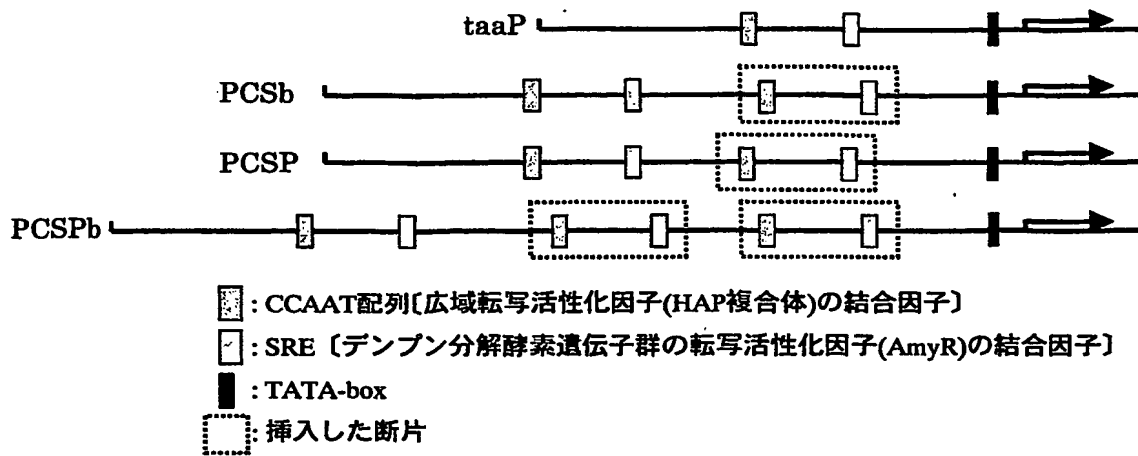 taaP
PCSb
PCSP
PCSPb
: CCAAT配列〔広域転写活性化因子(HAP複合体)の結合因子〕
: SRE〔デンプン分解酵素遺伝子群の転写活性化因子(AmyR)の結合因子〕
: TATA-box
: 挿入した断片